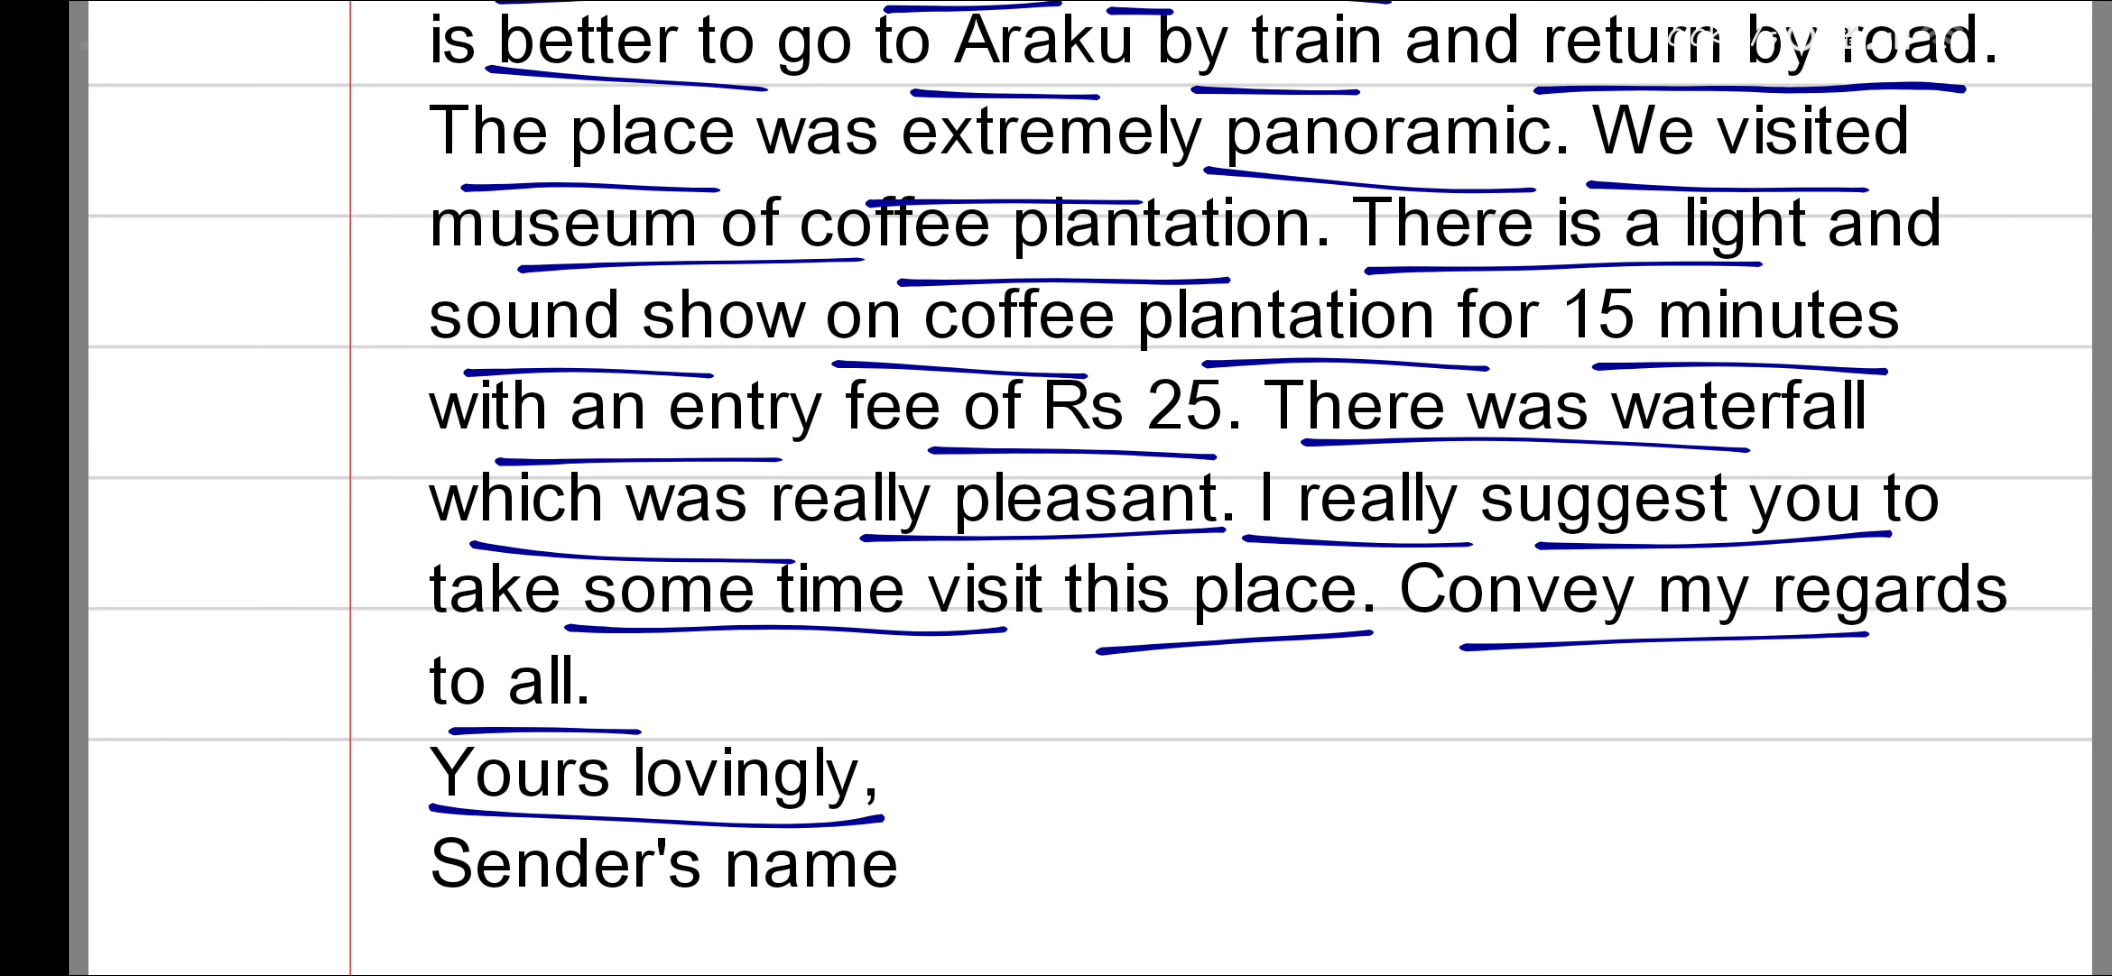 is better to go to Araku by train and return by road.
The place was extremely panoramic. We visited
museum of coffee plantation. There is a light and
sound show on coffee plantation for 15 minutes
with an entry fee of Rs 25. There was waterfall
which was really pleasant. I really suggest you to
take some time visit this place. Convey my regards
to all.
Yours lovingly,
Sender's name